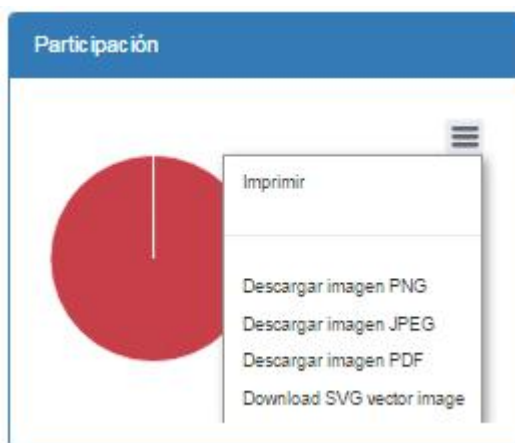 Participación
Imprimir
Descargar imagen PNG
Descargar imagen JPEG
Descargar imagen PDF
Download SVG vector image